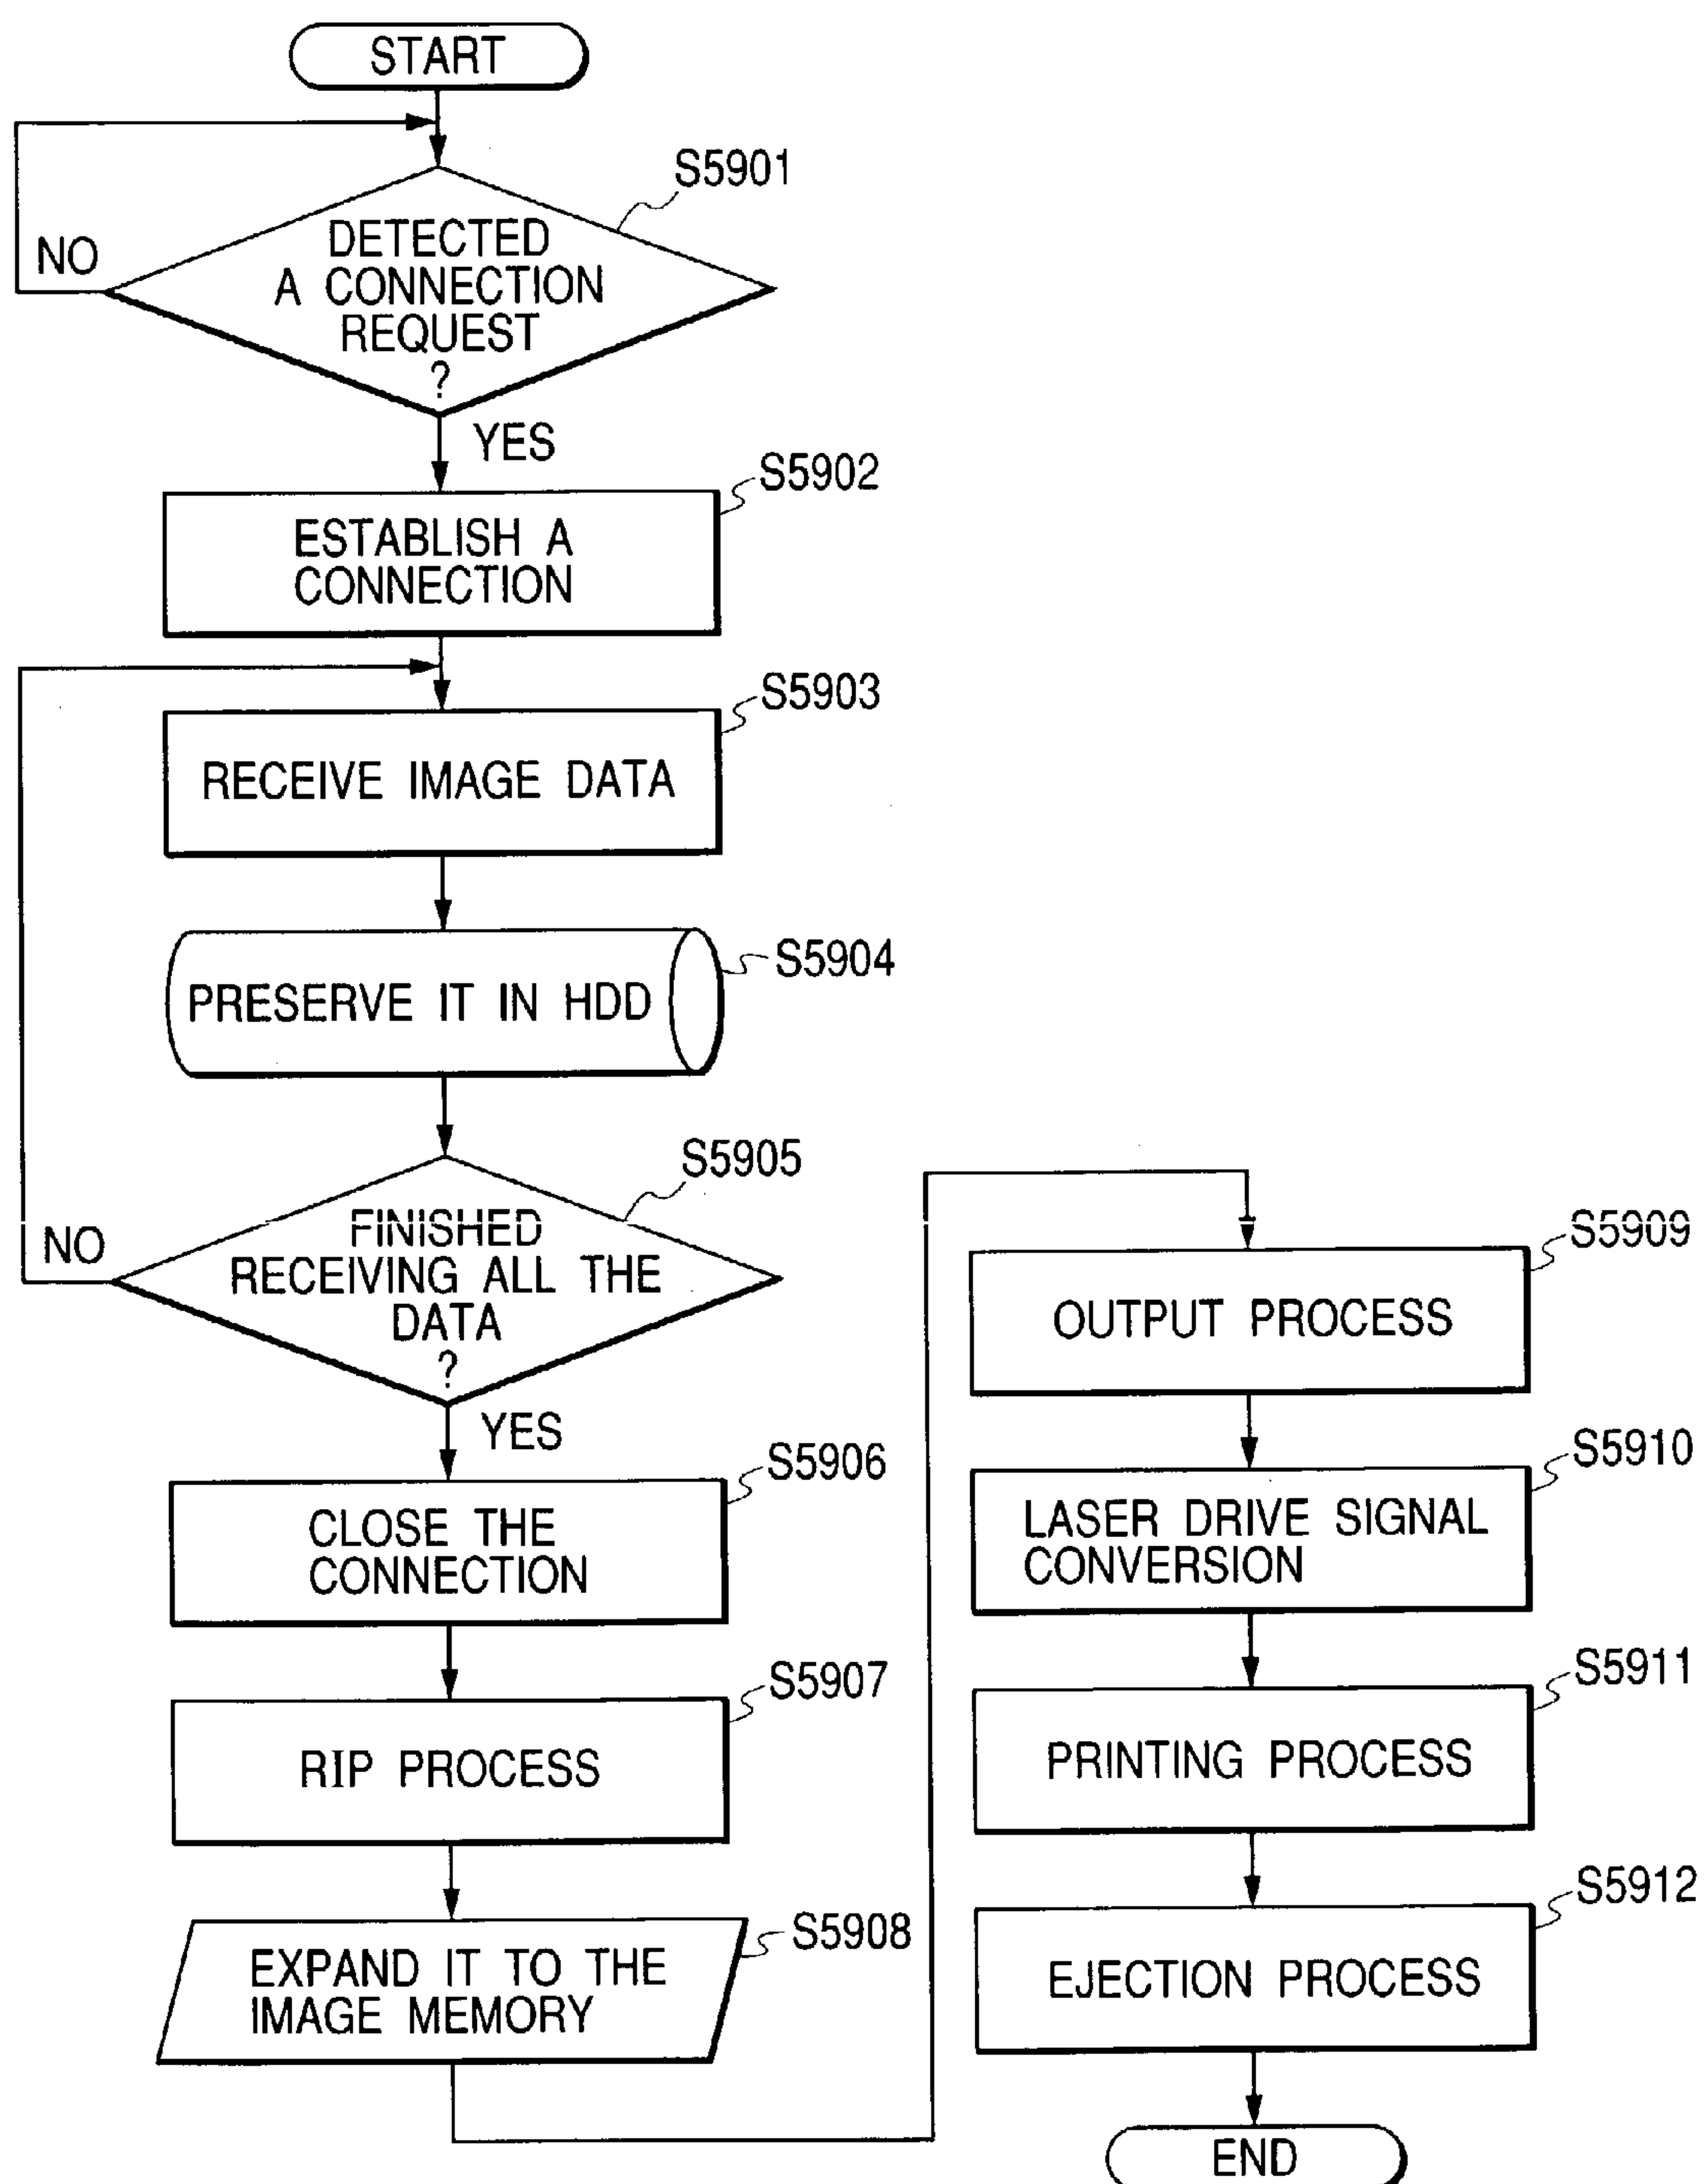 START
S5901
NO
DETECTED
A CONNECTION
REQUEST
?
YES
S5902
ESTABLISH A
CONNECTION
S5903
RECEIVE IMAGE DATA
S5904
PRESERVE IT IN HDD
S5905
NO
FINISHED
RECEIVING ALL THE
DATA
?
YES
S5906
CLOSE THE
CONNECTION
S5907
RIP PROCESS
S5908
EXPAND IT TO THE
IMAGE MEMORY
S5909
OUTPUT PROCESS
S5910
LASER DRIVE SIGNAL
CONVERSION
S5911
PRINTING PROCESS
S5912
EJECTION PROCESS
END